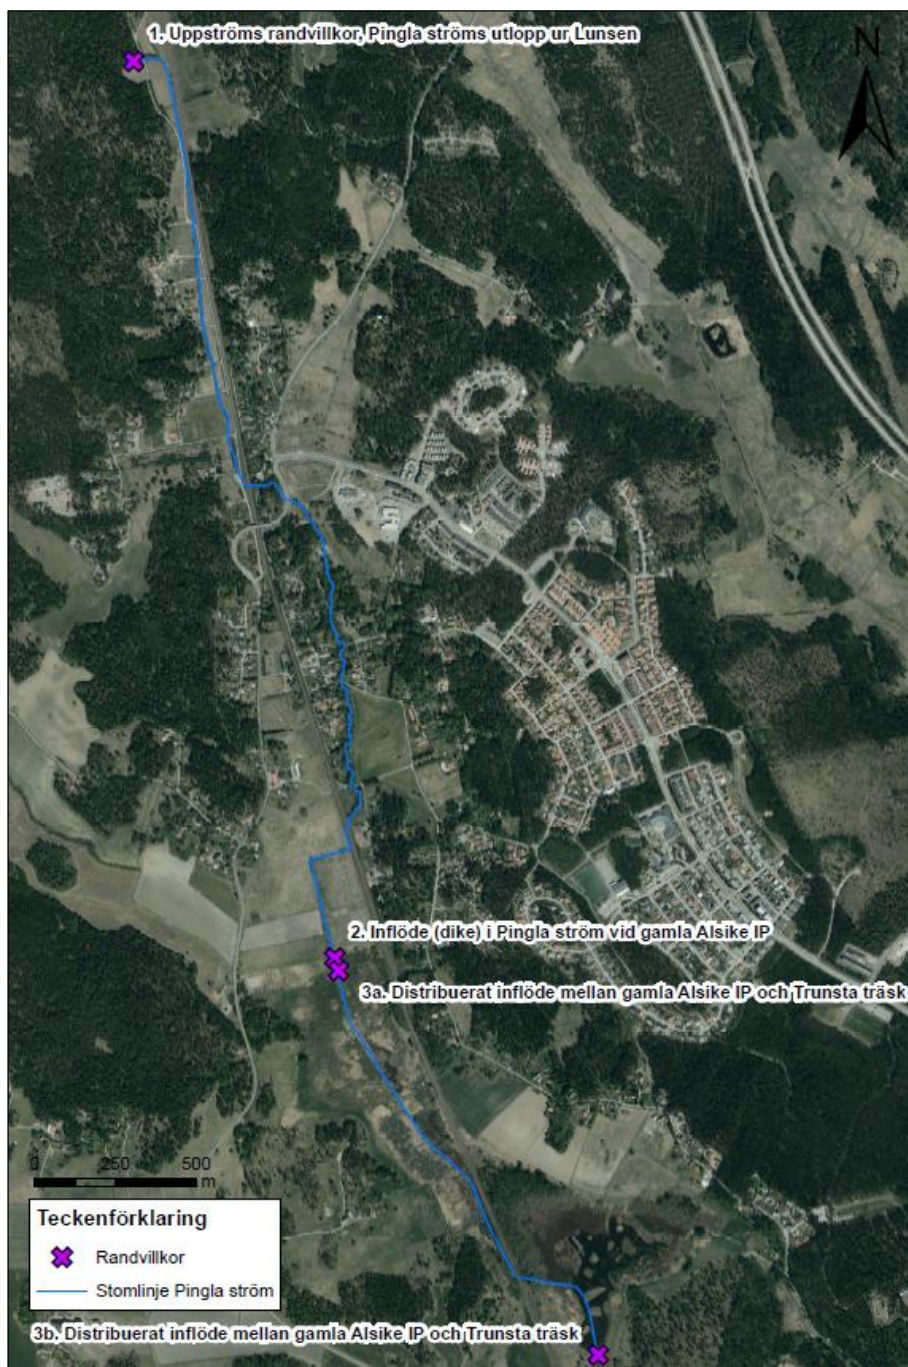 1. Uppströms randvillkor, Pingla ströms utlopp ur Lunsen
N
2. Inflöde (dike) i Pingla ström vid gamla Alsike IP
3a. Distribuerat inflöde mellan gamla Alsike IP och Trunsta träsk
0 250 500
m
Teckenförklaring
Randvillkor
Stomlinje Pingla ström
3b. Distribuerat inflöde mellan gamla Alsike IP och Trunsta träsk